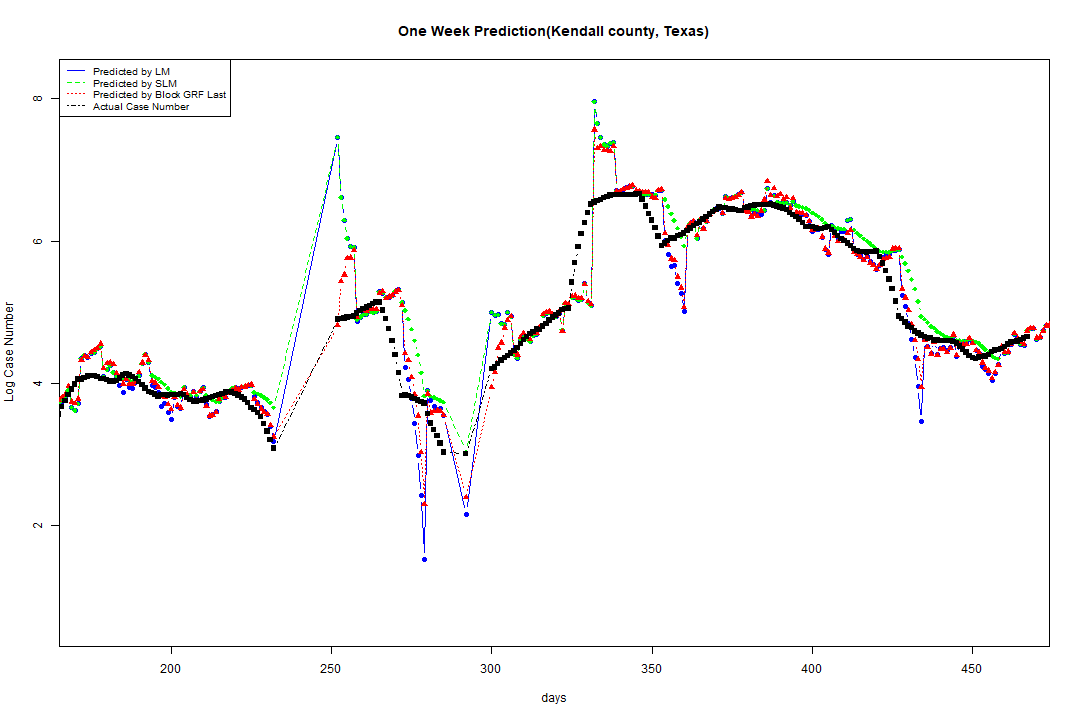 One Week Prediction(Kendall county, Texas)
Predicted by LM
Predicted by SLM
Predicted by Block GRF Last
Actual Case Number
8
6
4
2
Log Case Number
200 250 300 350 400 450
days